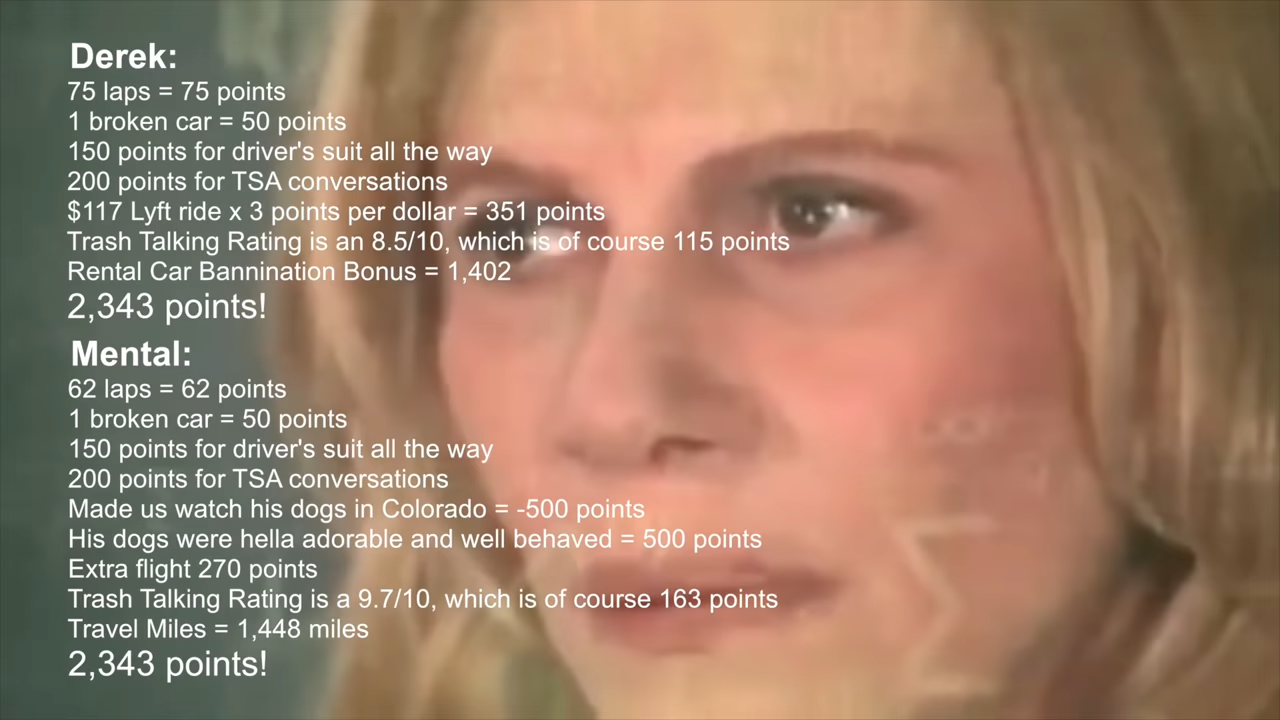 Derek:
75 laps = 75 points
1 broken car = 50 points
150 points for driver's suit all the way
200 points for TSA conversations
$117 Lyft ride x 3 points per dollar = 351 points
Trash Talking Rating is an 8.5/10, which is of course 115 points
Rental Car Bannination Bonus = 1,402
2,343 points!
Mental:
62 laps = 62 points
1 broken car = 50 points
150 points for driver's suit all the way
200 points for TSA conversations
Made us watch his dogs in Colorado = -500 points
His dogs were hella adorable and well behaved = 500 points
Extra flight 270 points
Trash Talking Rating is a 9.7/10, which is of course 163 points
Travel Miles = 1,448 miles
2,343 points!